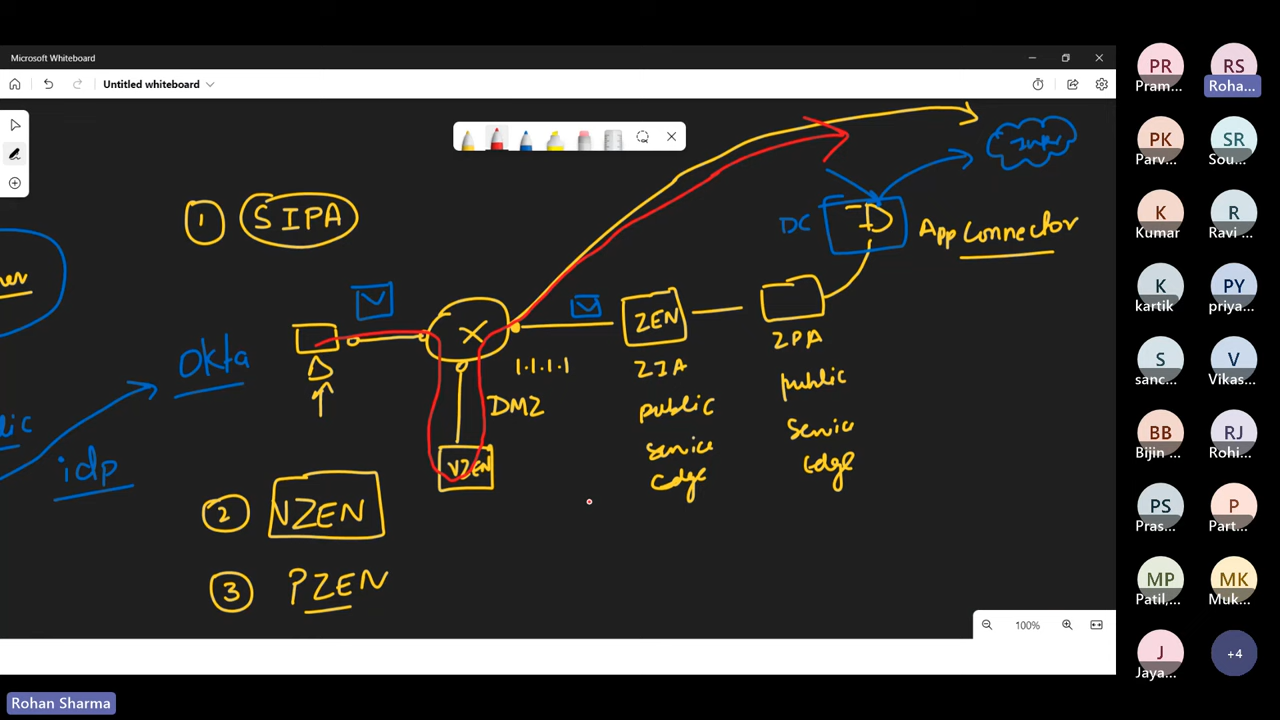 Microsoft Whiteboard
Untitled whiteboard
① SIPA
DC
App Connector
X
ZEN
1.1.1.1
ZIA
public
service
edge
ZPA
public
service
edge
DMZ
VZEN
okta
idp
② VZEN
③ PZEN
100%
PR
Pram...
RS
Roha...
PK
Parv...
SR
Sou...
K
Kumar
R
Ravi ...
K
kartik
PY
priya...
S
sanc...
V
Vikas...
BB
Bijin ...
RJ
Rohi...
PS
Pras...
P
Part...
MP
Patil,...
MK
Muk...
J
Jaya...
+4
Rohan Sharma